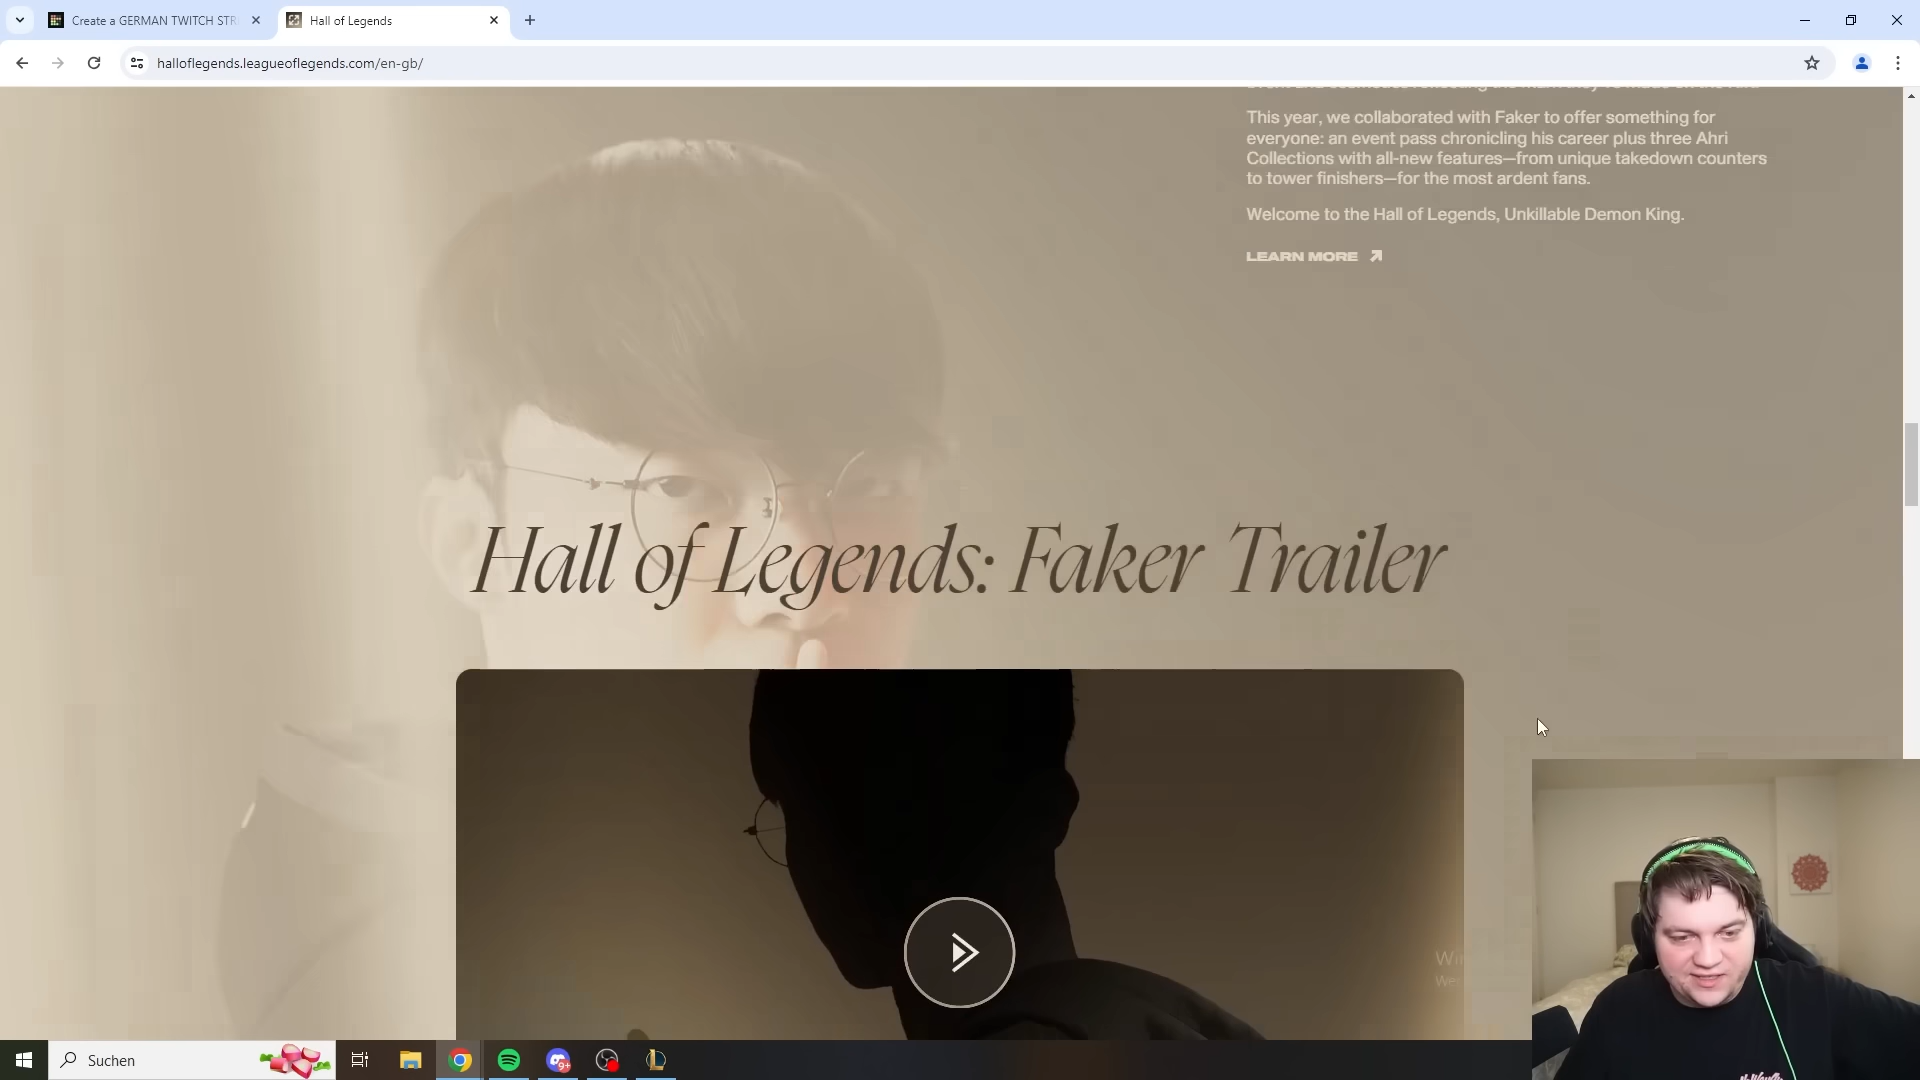 Create a GERMAN TWITCH STR
Hall of Legends
halloflegends.leagueoflegends.com/en-gb/
This year, we collaborated with Faker to offer something for
everyone: an event pass chronicling his career plus three Ahri
Collections with all-new features—from unique takedown counters
to tower finishers—for the most ardent fans.
Welcome to the Hall of Legends, Unkillable Demon King.
LEARN MORE
Hall of Legends: Faker Trailer
Suchen
9+